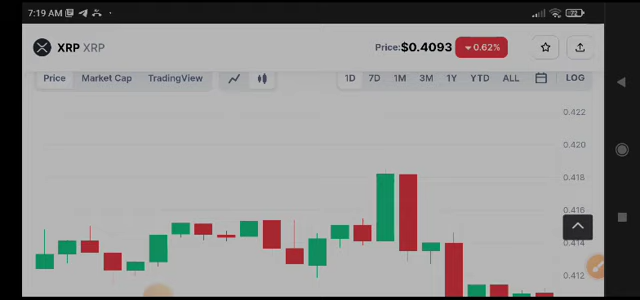 7:19 AM
72
XRP XRP
Price: $0.4093 0.62%
Price Market Cap TradingView 1D 7D 1M 3M 1Y YTD ALL LOG
0.422
0.420
0.418
0.416
0.414
0.412